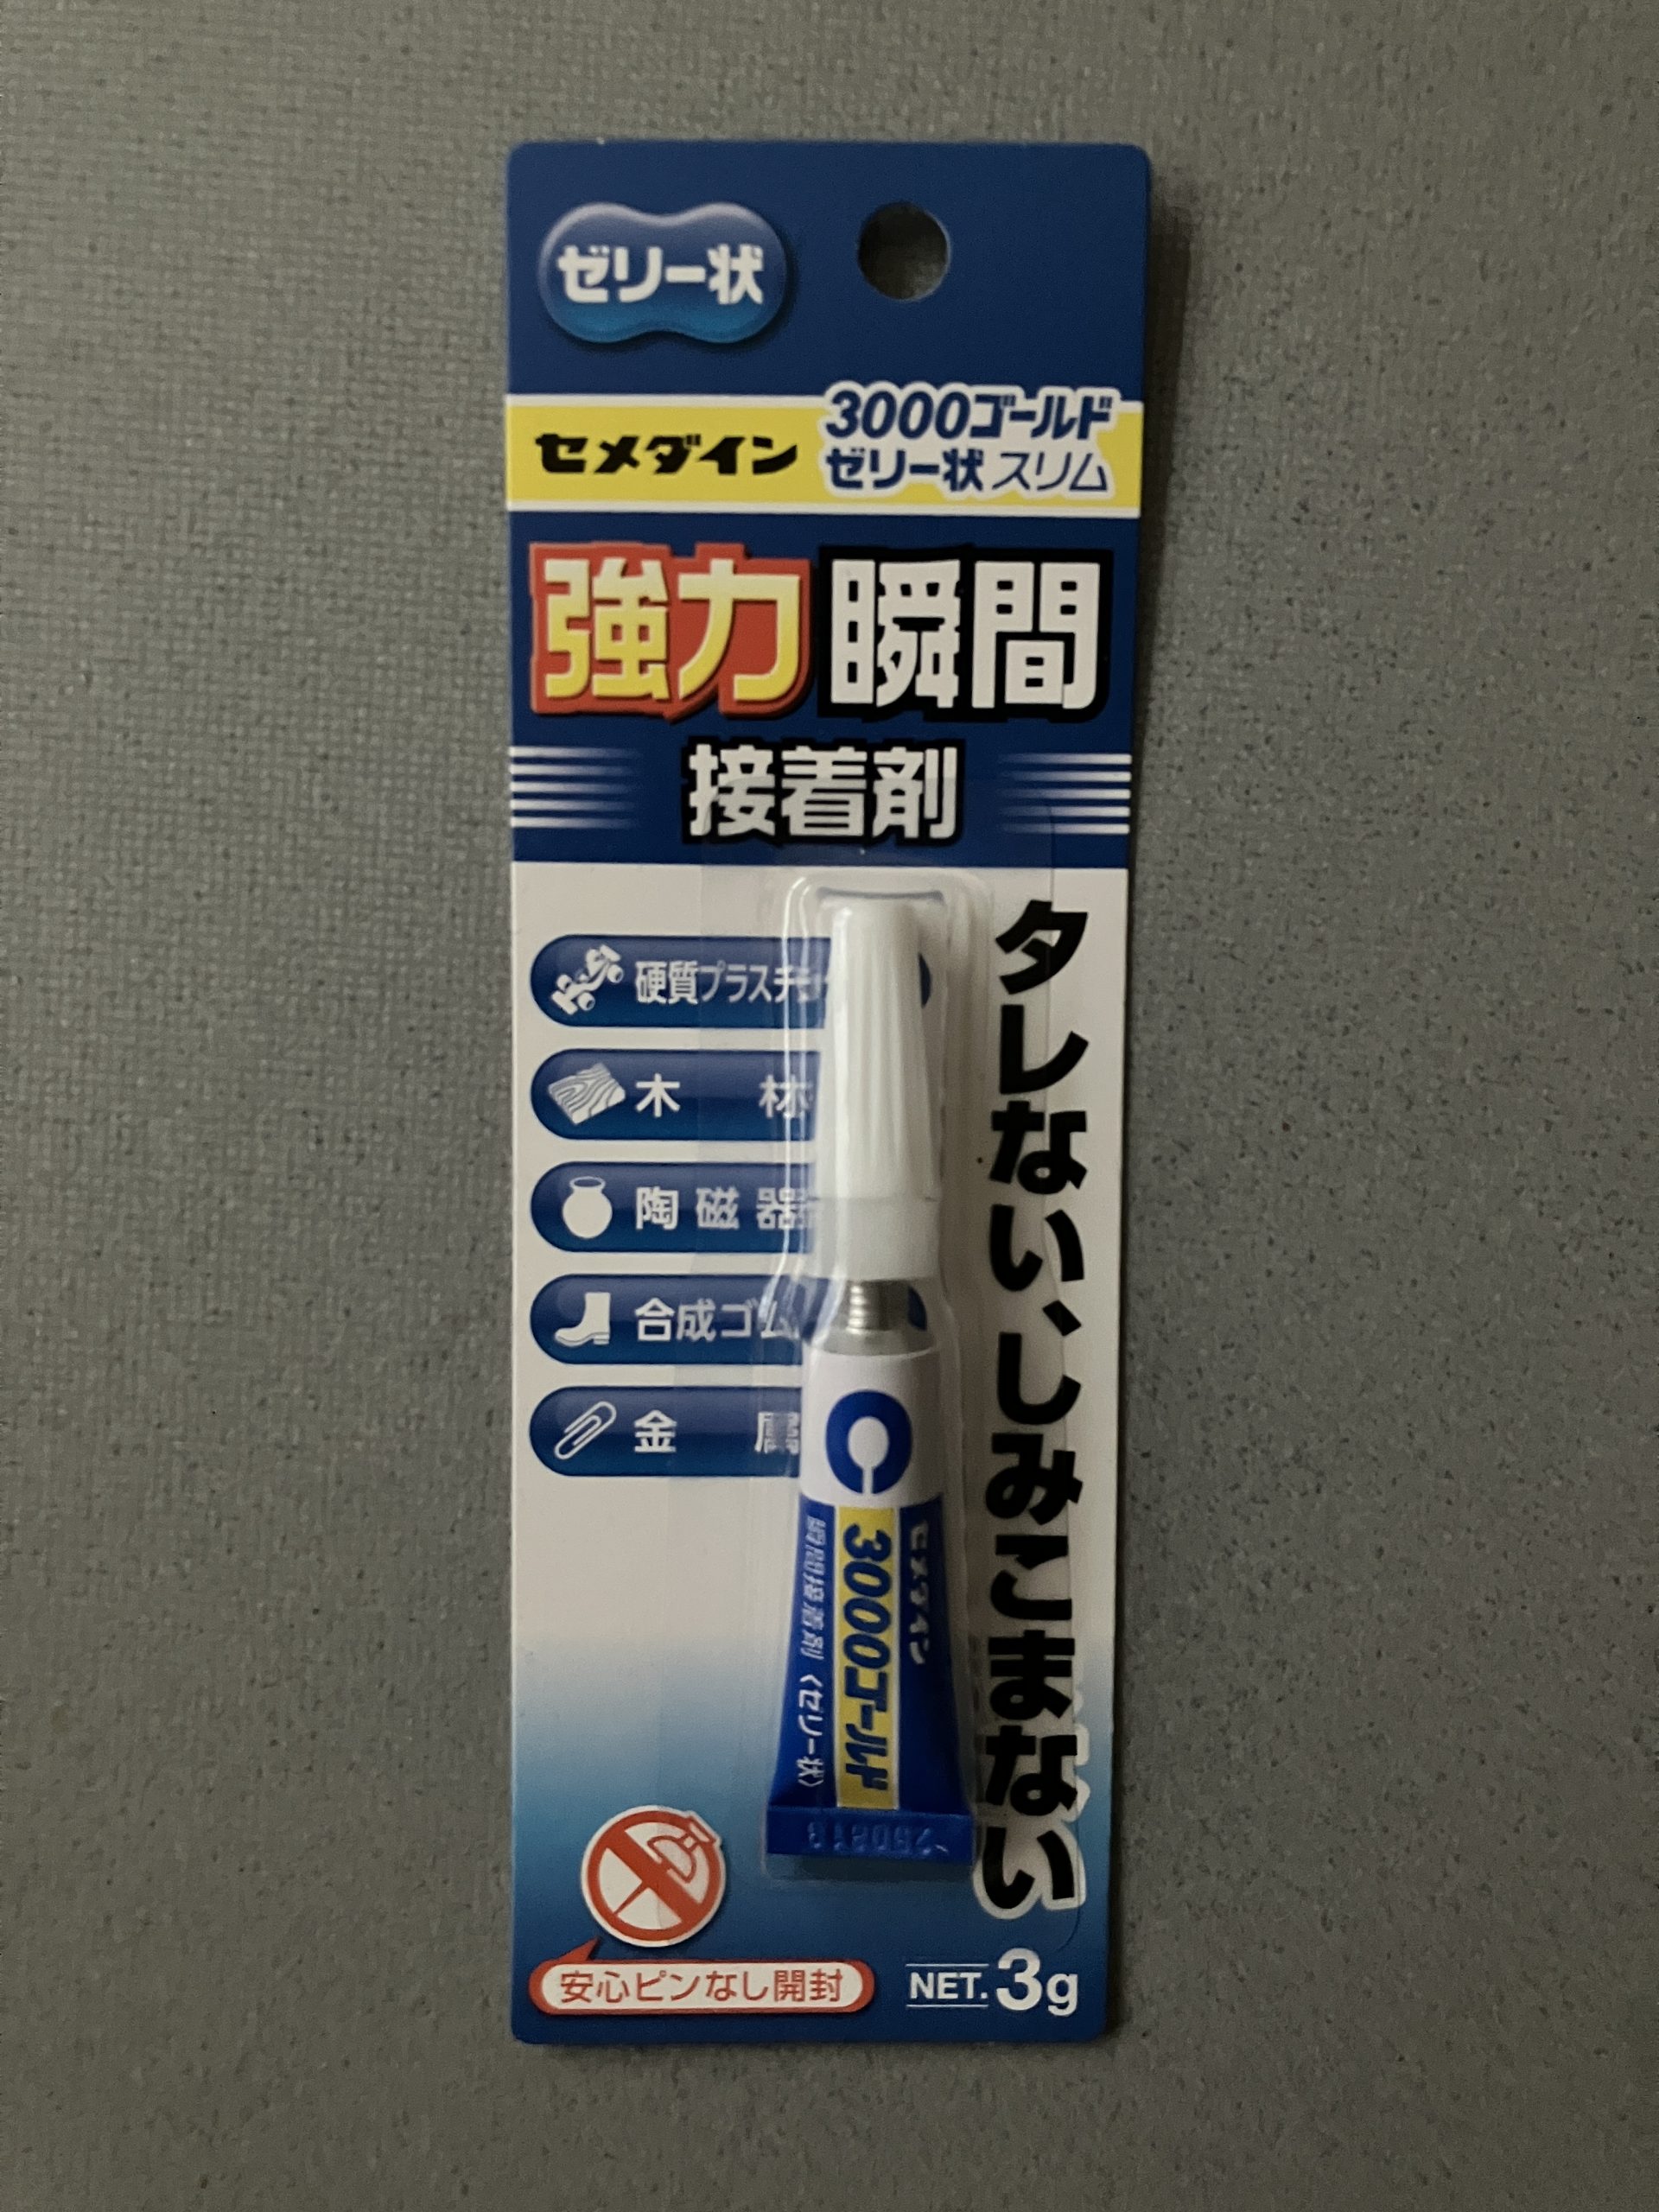 ゼリー状
セメダイン
3000ゴールド
ゼリー状スリム
強力瞬間
接着剤
タレない、しみこまない
硬質プラスチック
木材
陶磁器
合成ゴム
金属
C
セメダイン
3000ゴールド
瞬間接着剤〈ゼリー状〉
安心ピンなし開封
NET.3g